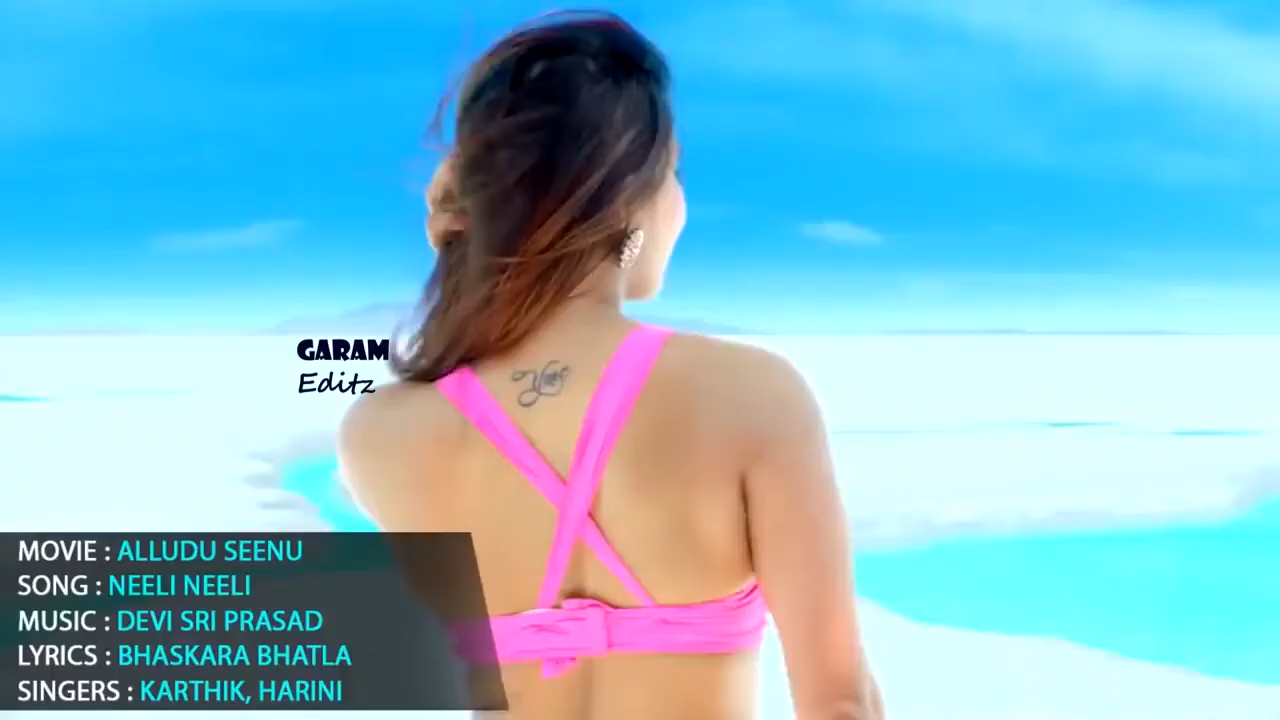 GARAM
Editz
MOVIE : ALLUDU SEENU
SONG : NEELI NEELI
MUSIC : DEVI SRI PRASAD
LYRICS : BHASKARA BHATLA
SINGERS : KARTHIK, HARINI